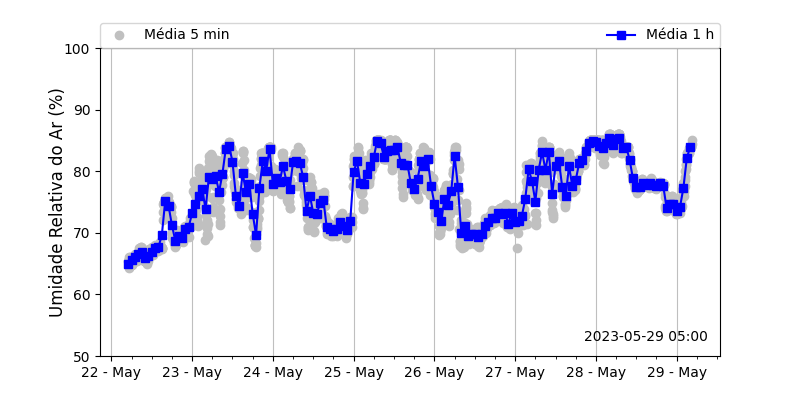 Média 5 min
Média 1 h
100
90
80
70
60
50
Umidade Relativa do Ar (%)
2023-05-29 05:00
22 - May
23 - May
24 - May
25 - May
26 - May
27 - May
28 - May
29 - May